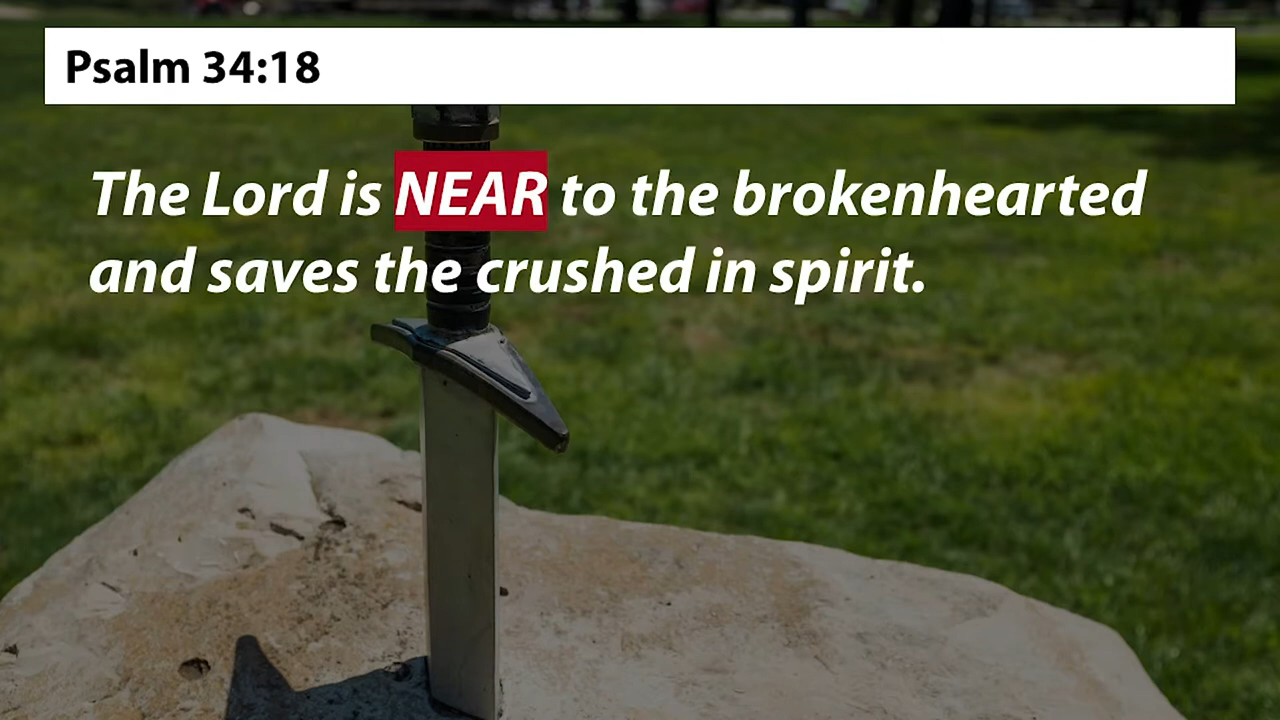 Psalm 34:18
The Lord is NEAR to the brokenhearted
and saves the crushed in spirit.